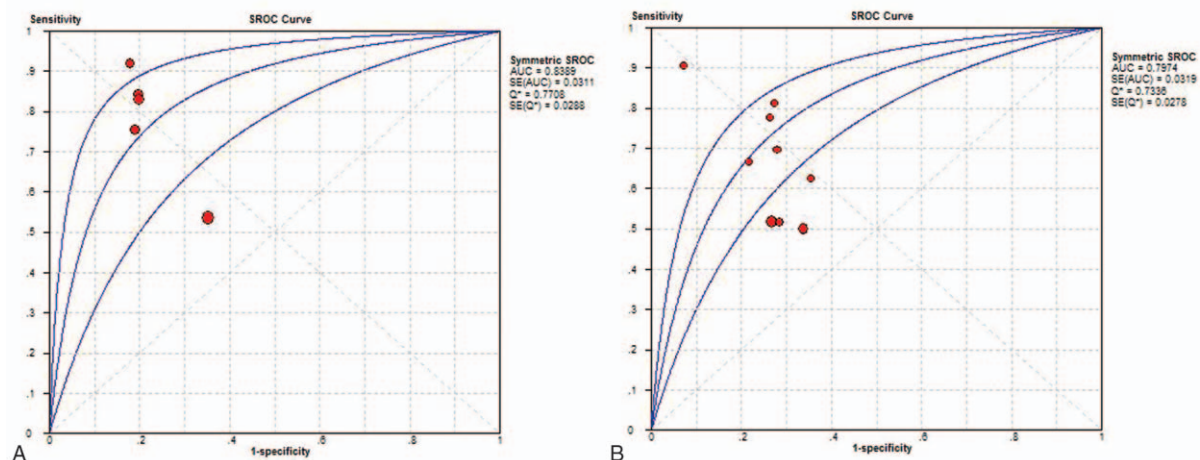 Sensitivity SROC Curve
1
.9
.8
.7
.6
.5
.4
.3
.2
.1
0
0 .2 .4 .6 .8 1
1-specificity
Symmetric SROC
AUC = 0.8389
SE(AUC) = 0.0311
Q* = 0.7708
SE(Q*) = 0.0288
A
Sensitivity SROC Curve
1
.9
.8
.7
.6
.5
.4
.3
.2
.1
0
0 .2 .4 .6 .8 1
1-specificity
Symmetric SROC
AUC = 0.7974
SE(AUC) = 0.0319
Q* = 0.7336
SE(Q*) = 0.0278
B